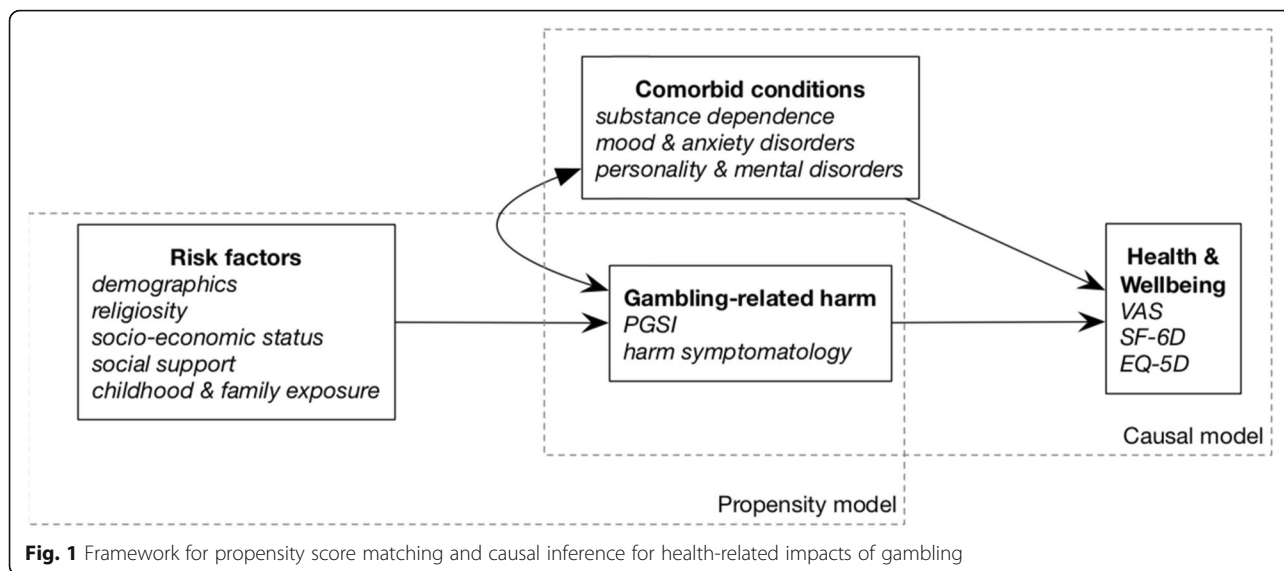 Comorbid conditions
substance dependence
mood & anxiety disorders
personality & mental disorders
Risk factors
demographics
religiosity
socio-economic status
social support
childhood & family exposure
Gambling-related harm
PGSI
harm symptomatology
Health &
Wellbeing
VAS
SF-6D
EQ-5D
Causal model
Propensity model
Fig. 1 Framework for propensity score matching and causal inference for health-related impacts of gambling